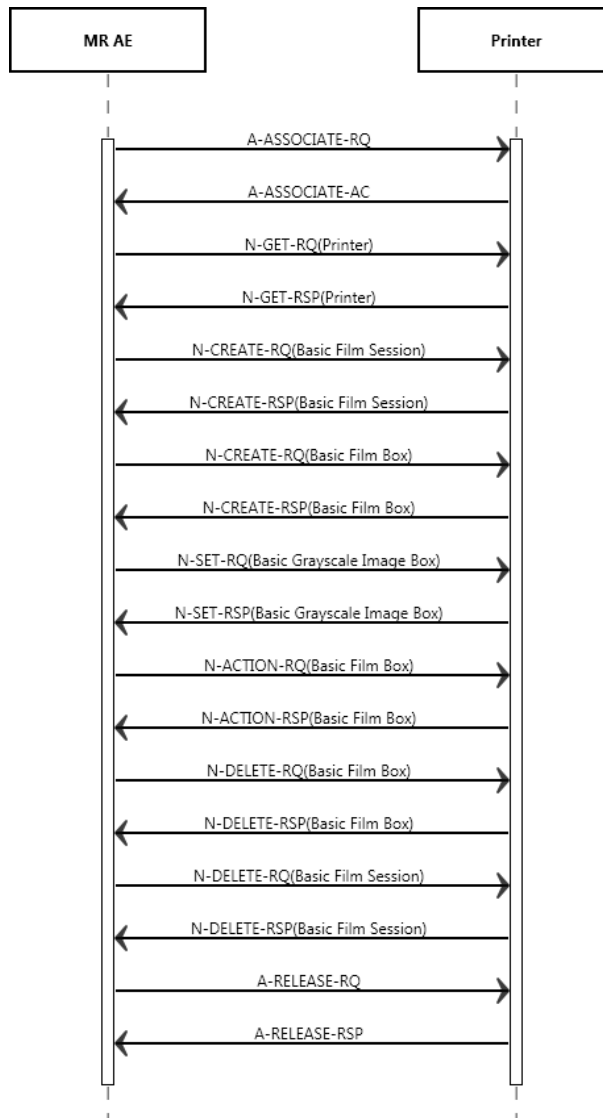 MR AE
Printer
A-ASSOCIATE-RQ
A-ASSOCIATE-AC
N-GET-RQ(Printer)
N-GET-RSP(Printer)
N-CREATE-RQ(Basic Film Session)
N-CREATE-RSP(Basic Film Session)
N-CREATE-RQ(Basic Film Box)
N-CREATE-RSP(Basic Film Box)
N-SET-RQ(Basic Grayscale Image Box)
N-SET-RSP(Basic Grayscale Image Box)
N-ACTION-RQ(Basic Film Box)
N-ACTION-RSP(Basic Film Box)
N-DELETE-RQ(Basic Film Box)
N-DELETE-RSP(Basic Film Box)
N-DELETE-RQ(Basic Film Session)
N-DELETE-RSP(Basic Film Session)
A-RELEASE-RQ
A-RELEASE-RSP